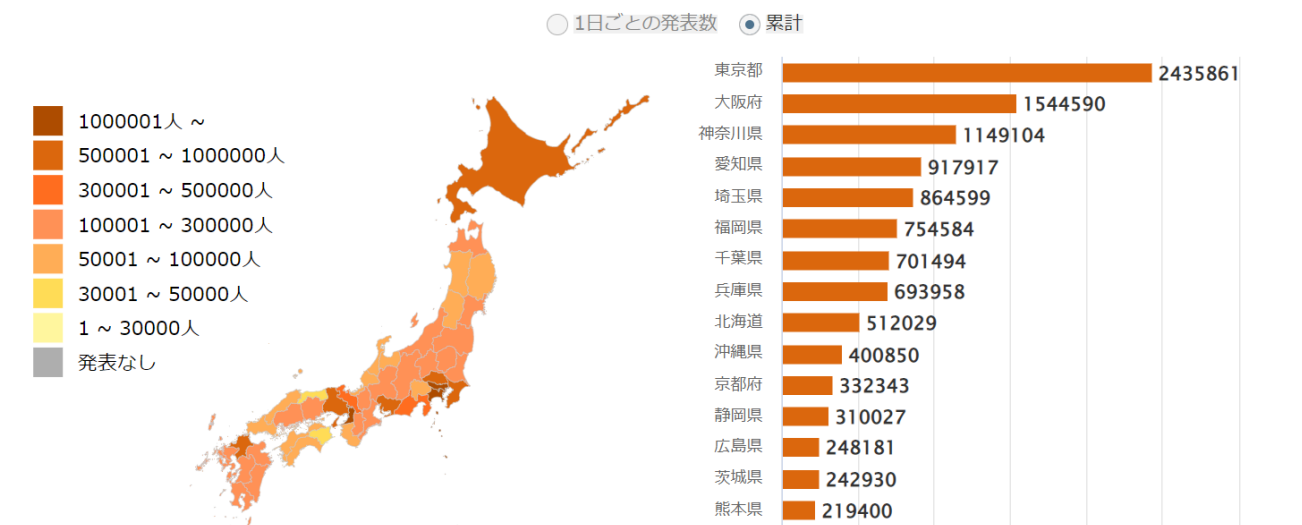 1日ごとの発表数 累計
1000001人 ~
500001 ~ 1000000人
300001 ~ 500000人
100001 ~ 300000人
50001 ~ 100000人
30001 ~ 50000人
1 ~ 30000人
発表なし
東京都 2435861
大阪府 1544590
神奈川県 1149104
愛知県 917917
埼玉県 864599
福岡県 754584
千葉県 701494
兵庫県 693958
北海道 512029
沖縄県 400850
京都府 332343
静岡県 310027
広島県 248181
茨城県 242930
熊本県 219400